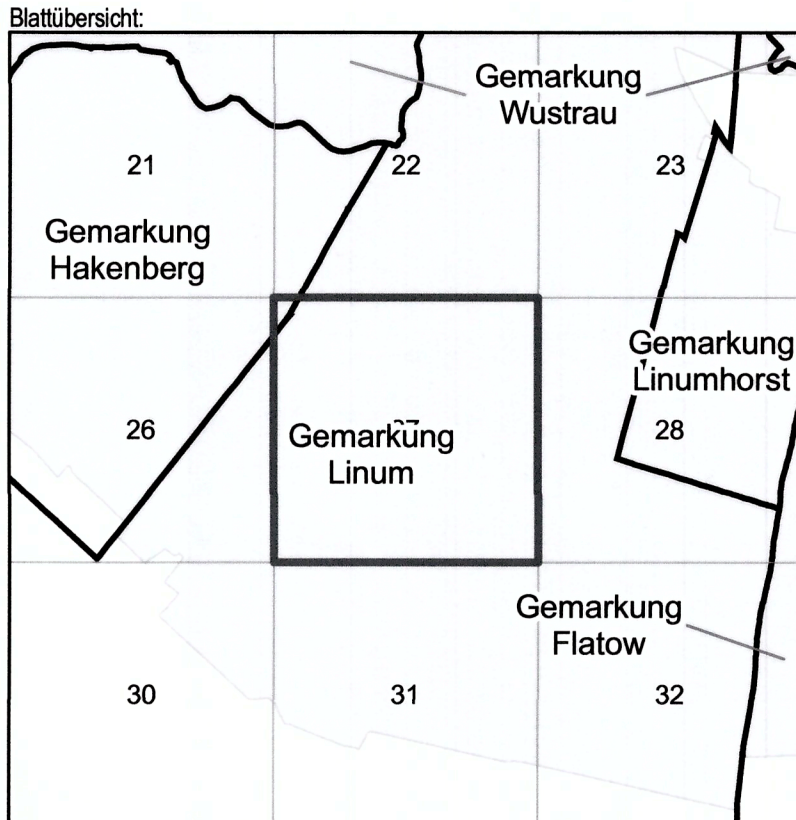 Blattübersicht:
Gemarkung
Wustrau
21
22
23
Gemarkung
Hakenberg
Gemarkung
Linumhorst
26
Gemarkung
Linum
28
Gemarkung
Flatow
30
31
32